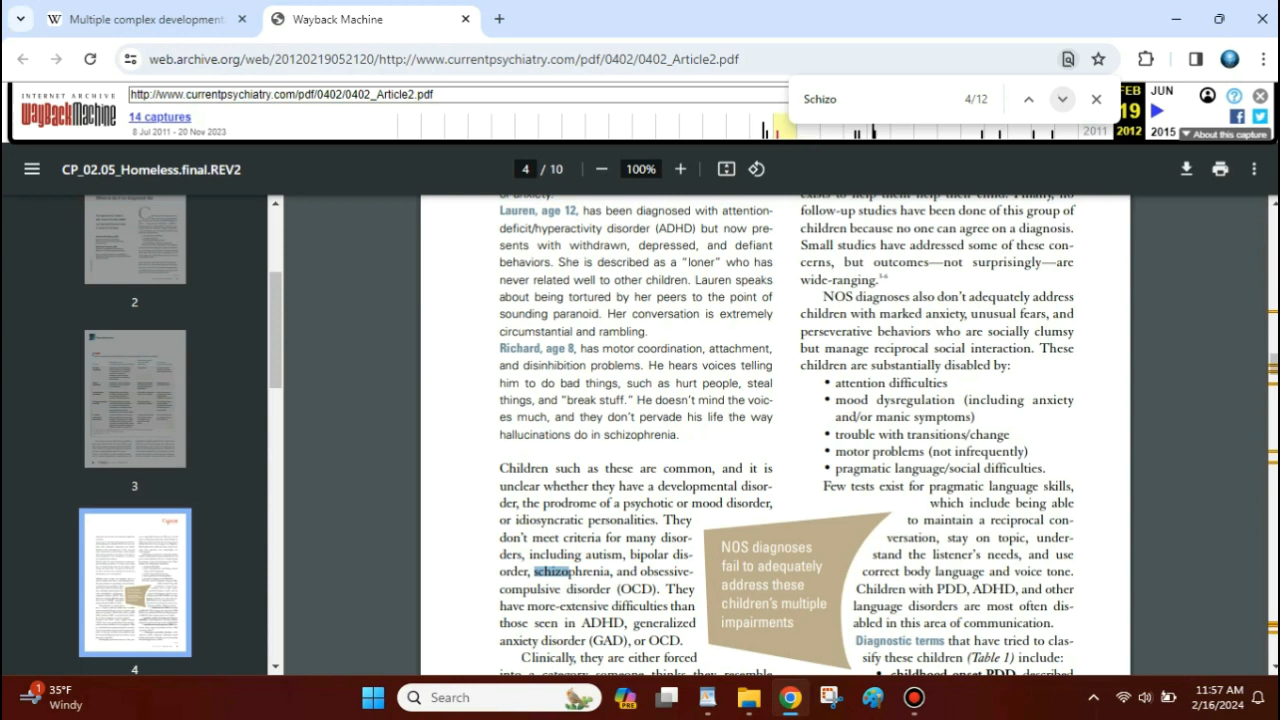 Multiple complex development
Wayback Machine
web.archive.org/web/20120219052120/http://www.currentpsychiatry.com/pdf/0402/0402_Article2.pdf
Schizo
4/12
INTERNET ARCHIVE
WayBackMachine
http://www.currentpsychiatry.com/pdf/0402/0402_Article2.pdf
14 captures
8 Jul 2011 - 20 Nov 2023
FEB
JUN
19
2011
2012
2015
About this capture
CP_02.05_Homeless.final.REV2
4 / 10
100%
2
3
4
Lauren, age 12, has been diagnosed with attention-
deficit/hyperactivity disorder (ADHD) but now pre-
sents with withdrawn, depressed, and defiant
behaviors. She is described as a "loner" who has
never related well to other children. Lauren speaks
about being tortured by her peers to the point of
sounding paranoid. Her conversation is extremely
circumstantial and rambling.
Richard, age 8, has motor coordination, attachment,
and disinhibition problems. He hears voices telling
him to do bad things, such as hurt people, steal
things, and "break stuff." He doesn't mind the voic-
es much, and they don't pervade his life the way
hallucinations do in schizophrenia.
Children such as these are common, and it is
unclear whether they have a developmental disor-
der, the prodrome of a psychotic or mood disorder,
or idiosyncratic personalities. They
don't meet criteria for many disor-
ders, including autism, bipolar dis-
order, schizophrenia, and obsessive-
compulsive disorder (OCD). They
have more-extensive difficulties than
those seen in ADHD, generalized
anxiety disorder (GAD), or OCD.
Clinically, they are either forced
into a category someone thinks they resemble
NOS diagnoses
fail to adequately
address these
children's multiple
impairments
follow-up studies have been done of this group of
children because no one can agree on a diagnosis.
Small studies have addressed some of these con-
cerns, but outcomes—not surprisingly—are
wide-ranging.
NOS diagnoses also don't adequately address
children with marked anxiety, unusual fears, and
perseverative behaviors who are socially clumsy
but manage reciprocal social interaction. These
children are substantially disabled by:
• attention difficulties
• mood dysregulation (including anxiety
and/or manic symptoms)
• trouble with transitions/change
• motor problems (not infrequently)
• pragmatic language/social difficulties.
Few tests exist for pragmatic language skills,
which include being able
to maintain a reciprocal con-
versation, stay on topic, under-
stand the listener's needs, and use
correct body language and voice tone.
Children with PDD, ADHD, and other
language disorders are most often dis-
abled in this area of communication.
Diagnostic terms that have tried to clas-
sify these children (Table 1) include:
• childhood-onset PDD, described
1
35°F
Windy
Search
PRE
11:57 AM
2/16/2024